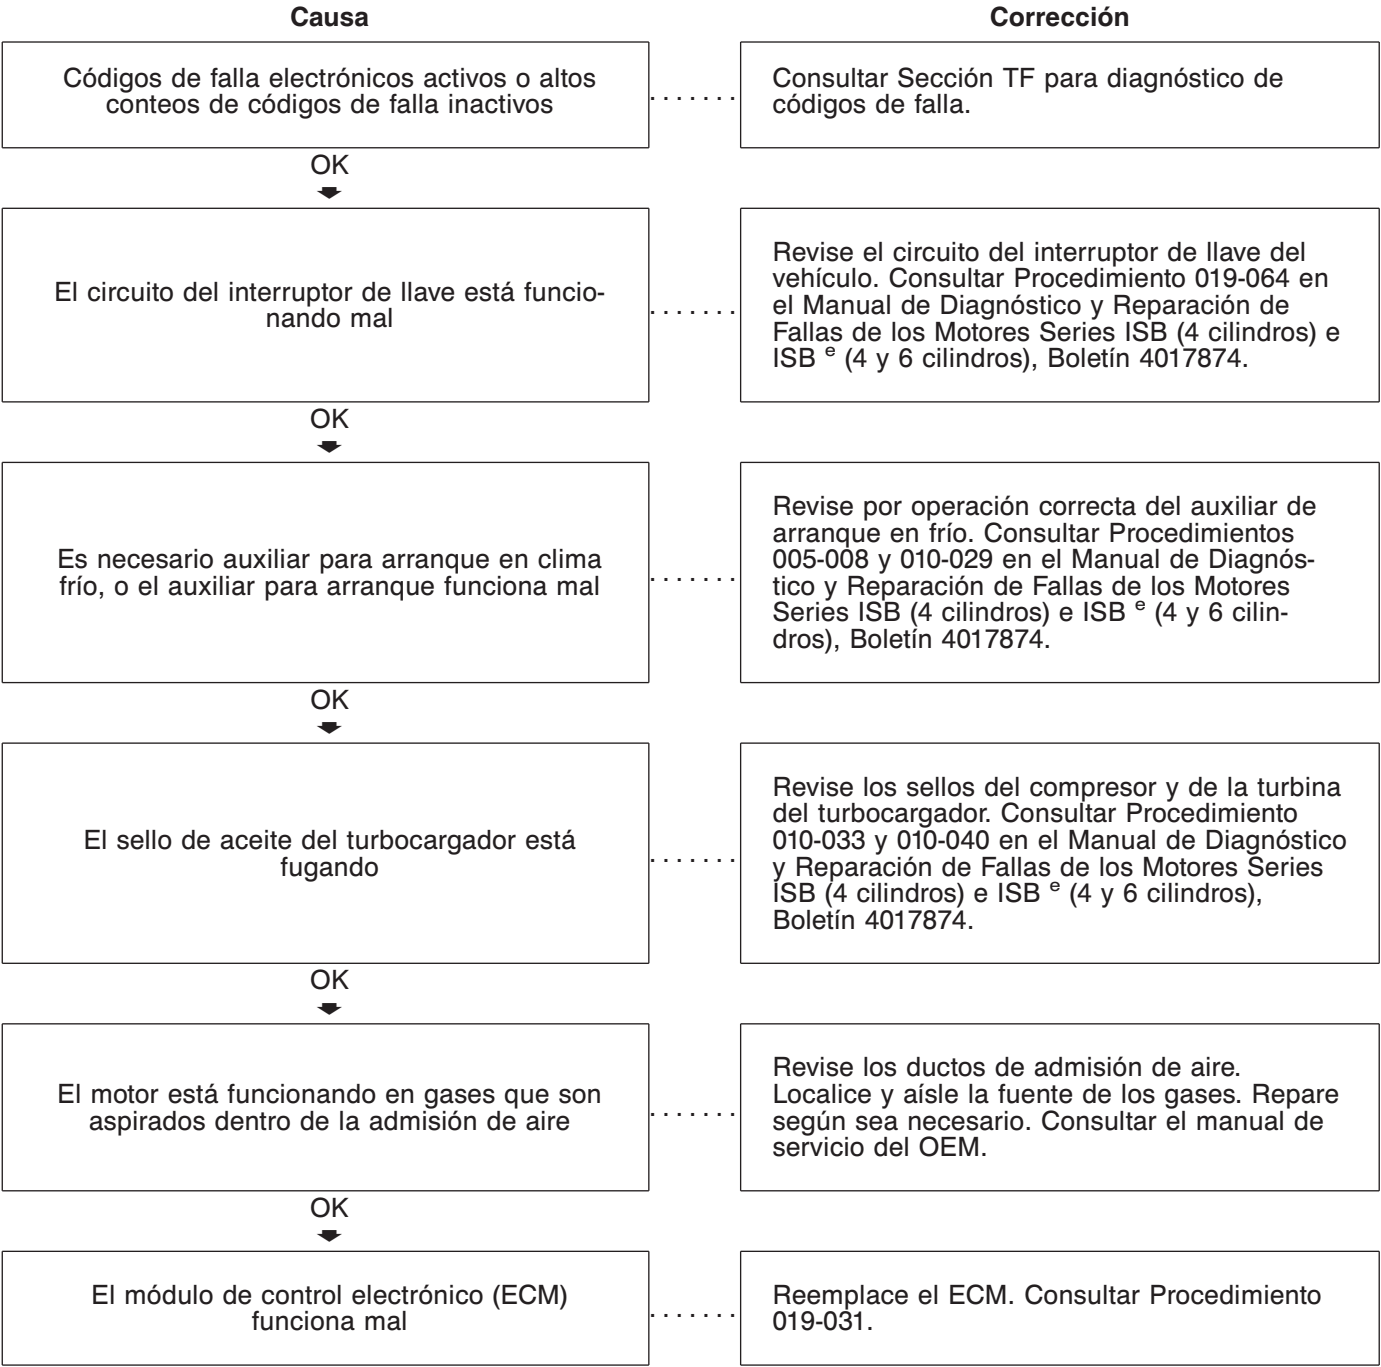 Causa
Corrección
Códigos de falla electrónicos activos o altos
conteos de códigos de falla inactivos
.......
Consultar Sección TF para diagnóstico de
códigos de falla.
OK
El circuito del interruptor de llave está funcio-
nando mal
.......
Revise el circuito del interruptor de llave del
vehículo. Consultar Procedimiento 019-064 en
el Manual de Diagnóstico y Reparación de
Fallas de los Motores Series ISB (4 cilindros) e
ISB e (4 y 6 cilindros), Boletín 4017874.
OK
Es necesario auxiliar para arranque en clima
frío, o el auxiliar para arranque funciona mal
.......
Revise por operación correcta del auxiliar de
arranque en frío. Consultar Procedimientos
005-008 y 010-029 en el Manual de Diagnós-
tico y Reparación de Fallas de los Motores
Series ISB (4 cilindros) e ISB e (4 y 6 cilin-
dros), Boletín 4017874.
OK
El sello de aceite del turbocargador está
fugando
.......
Revise los sellos del compresor y de la turbina
del turbocargador. Consultar Procedimiento
010-033 y 010-040 en el Manual de Diagnóstico
y Reparación de Fallas de los Motores Series
ISB (4 cilindros) e ISB e (4 y 6 cilindros),
Boletín 4017874.
OK
El motor está funcionando en gases que son
aspirados dentro de la admisión de aire
.......
Revise los ductos de admisión de aire.
Localice y aísle la fuente de los gases. Repare
según sea necesario. Consultar el manual de
servicio del OEM.
OK
El módulo de control electrónico (ECM)
funciona mal
.......
Reemplace el ECM. Consultar Procedimiento
019-031.